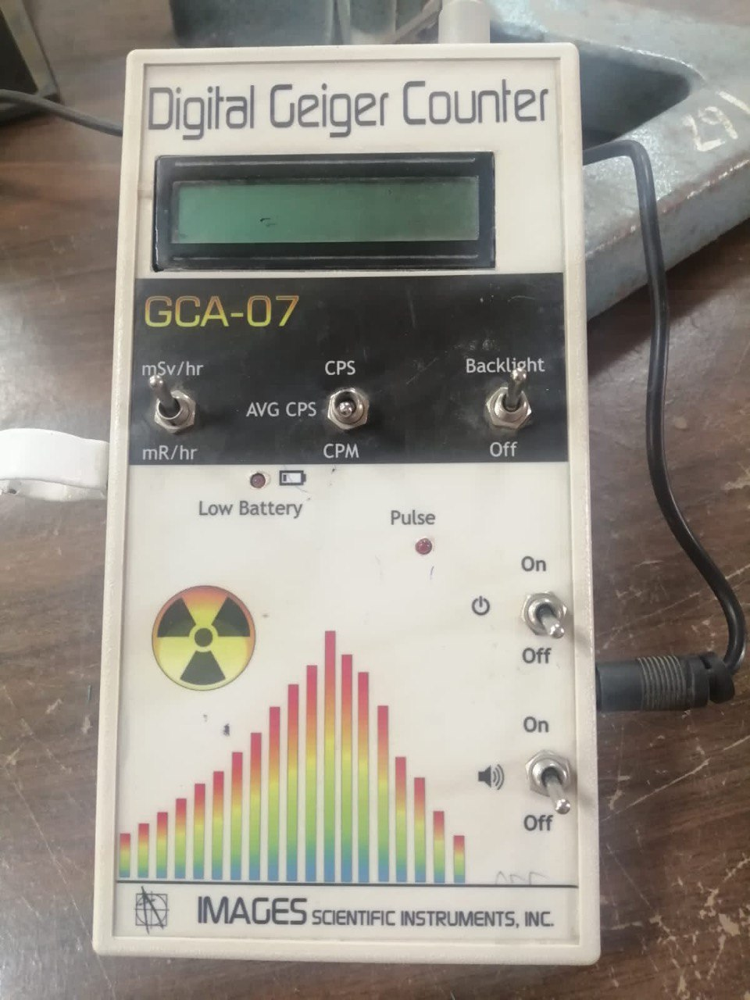 Digital Geiger Counter
29
GCA-07
mSv/hr
CPS
Backlight
AVG CPS
mR/hr
CPM
Off
Low Battery
Pulse
On
Off
On
Off
IMAGES SCIENTIFIC INSTRUMENTS, INC.